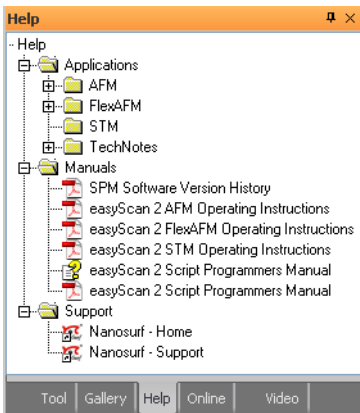 Help
Help
Applications
AFM
FlexAFM
STM
TechNotes
Manuals
SPM Software Version History
easyScan 2 AFM Operating Instructions
easyScan 2 FlexAFM Operating Instructions
easyScan 2 STM Operating Instructions
easyScan 2 Script Programmers Manual
easyScan 2 Script Programmers Manual
Support
Nanosurf - Home
Nanosurf - Support
Tool Gallery Help Online Video